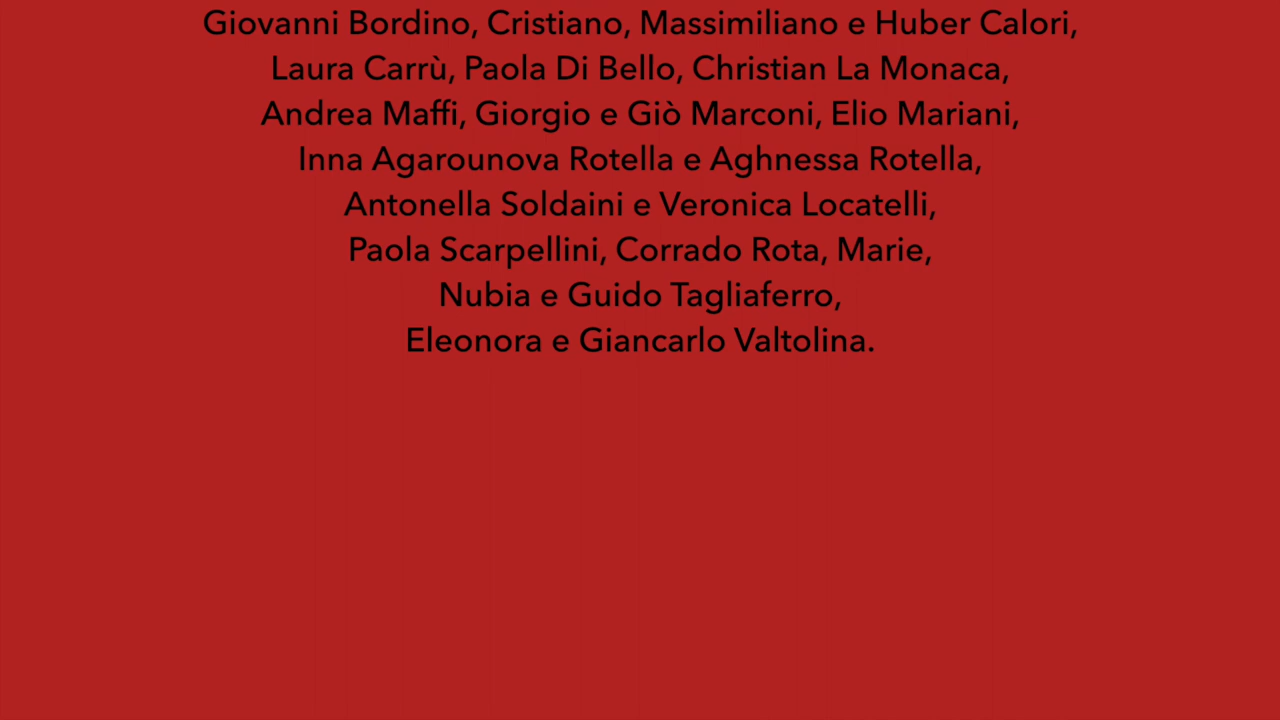 Giovanni Bordino, Cristiano, Massimiliano e Huber Calori,
Laura Carrù, Paola Di Bello, Christian La Monaca,
Andrea Maffi, Giorgio e Giò Marconi, Elio Mariani,
Inna Agarounova Rotella e Aghnessa Rotella,
Antonella Soldaini e Veronica Locatelli,
Paola Scarpellini, Corrado Rota, Marie,
Nubia e Guido Tagliaferro,
Eleonora e Giancarlo Valtolina.